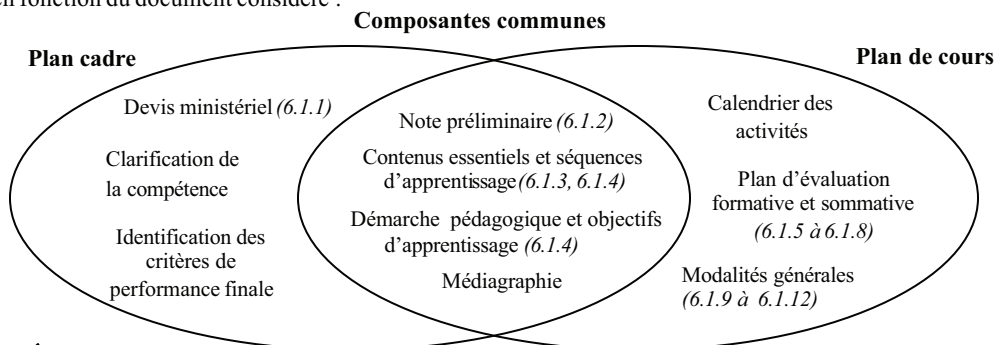 en fonction du document considéré :
Composantes communes
Plan cadre
Plan de cours
Devis ministériel (6.1.1)
Clarification de
la compétence
Identification des
critères de
performance finale
Note préliminaire (6.1.2)
Contenus essentiels et séquences
d'apprentissage (6.1.3, 6.1.4)
Démarche pédagogique et objectifs
d'apprentissage (6.1.4)
Médiagraphie
Calendrier des
activités
Plan d'évaluation
formative et sommative
(6.1.5 à 6.1.8)
Modalités générales
(6.1.9 à 6.1.12)